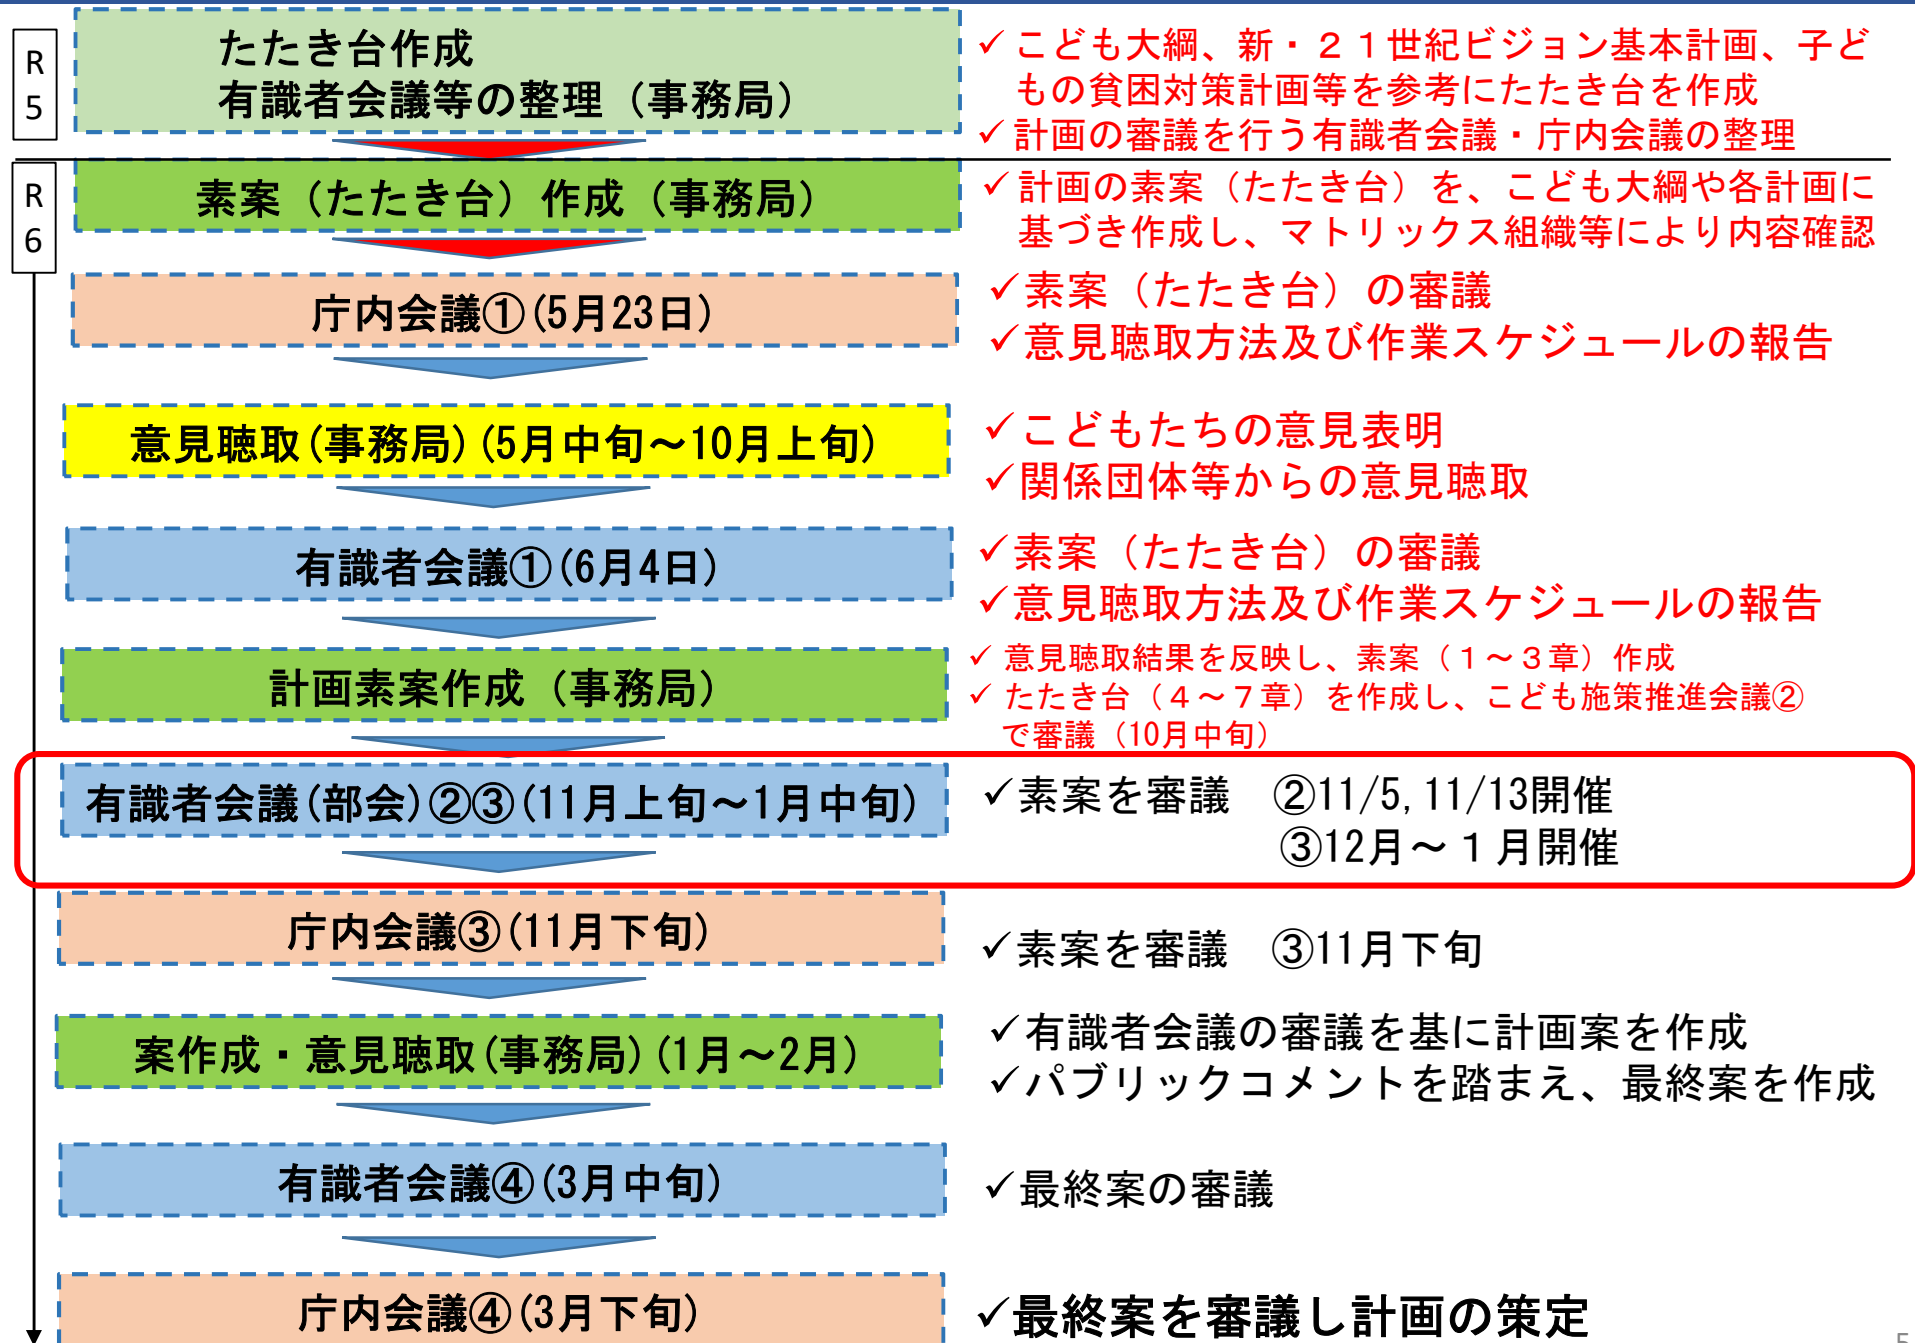 R
5
たたき台作成
有識者会議等の整理（事務局）
✓こども大綱、新・２１世紀ビジョン基本計画、子ど
もの貧困対策計画等を参考にたたき台を作成
✓計画の審議を行う有識者会議・庁内会議の整理
R
6
素案（たたき台）作成（事務局）
✓計画の素案（たたき台）を、こども大綱や各計画に
基づき作成し、マトリックス組織等により内容確認
庁内会議①(5月23日)
✓素案（たたき台）の審議
✓意見聴取方法及び作業スケジュールの報告
意見聴取(事務局)(5月中旬～10月上旬)
✓こどもたちの意見表明
✓関係団体等からの意見聴取
有識者会議①(6月4日)
✓素案（たたき台）の審議
✓意見聴取方法及び作業スケジュールの報告
計画素案作成（事務局）
✓意見聴取結果を反映し、素案（１～３章）作成
✓たたき台（４～７章）を作成し、こども施策推進会議②
で審議（10月中旬）
有識者会議(部会)②③(11月上旬～1月中旬)
✓素案を審議　②11/5,11/13開催
③12月～１月開催
庁内会議③(11月下旬)
✓素案を審議　③11月下旬
案作成・意見聴取(事務局)(1月～2月)
✓有識者会議の審議を基に計画案を作成
✓パブリックコメントを踏まえ、最終案を作成
有識者会議④(3月中旬)
✓最終案の審議
庁内会議④(3月下旬)
✓最終案を審議し計画の策定